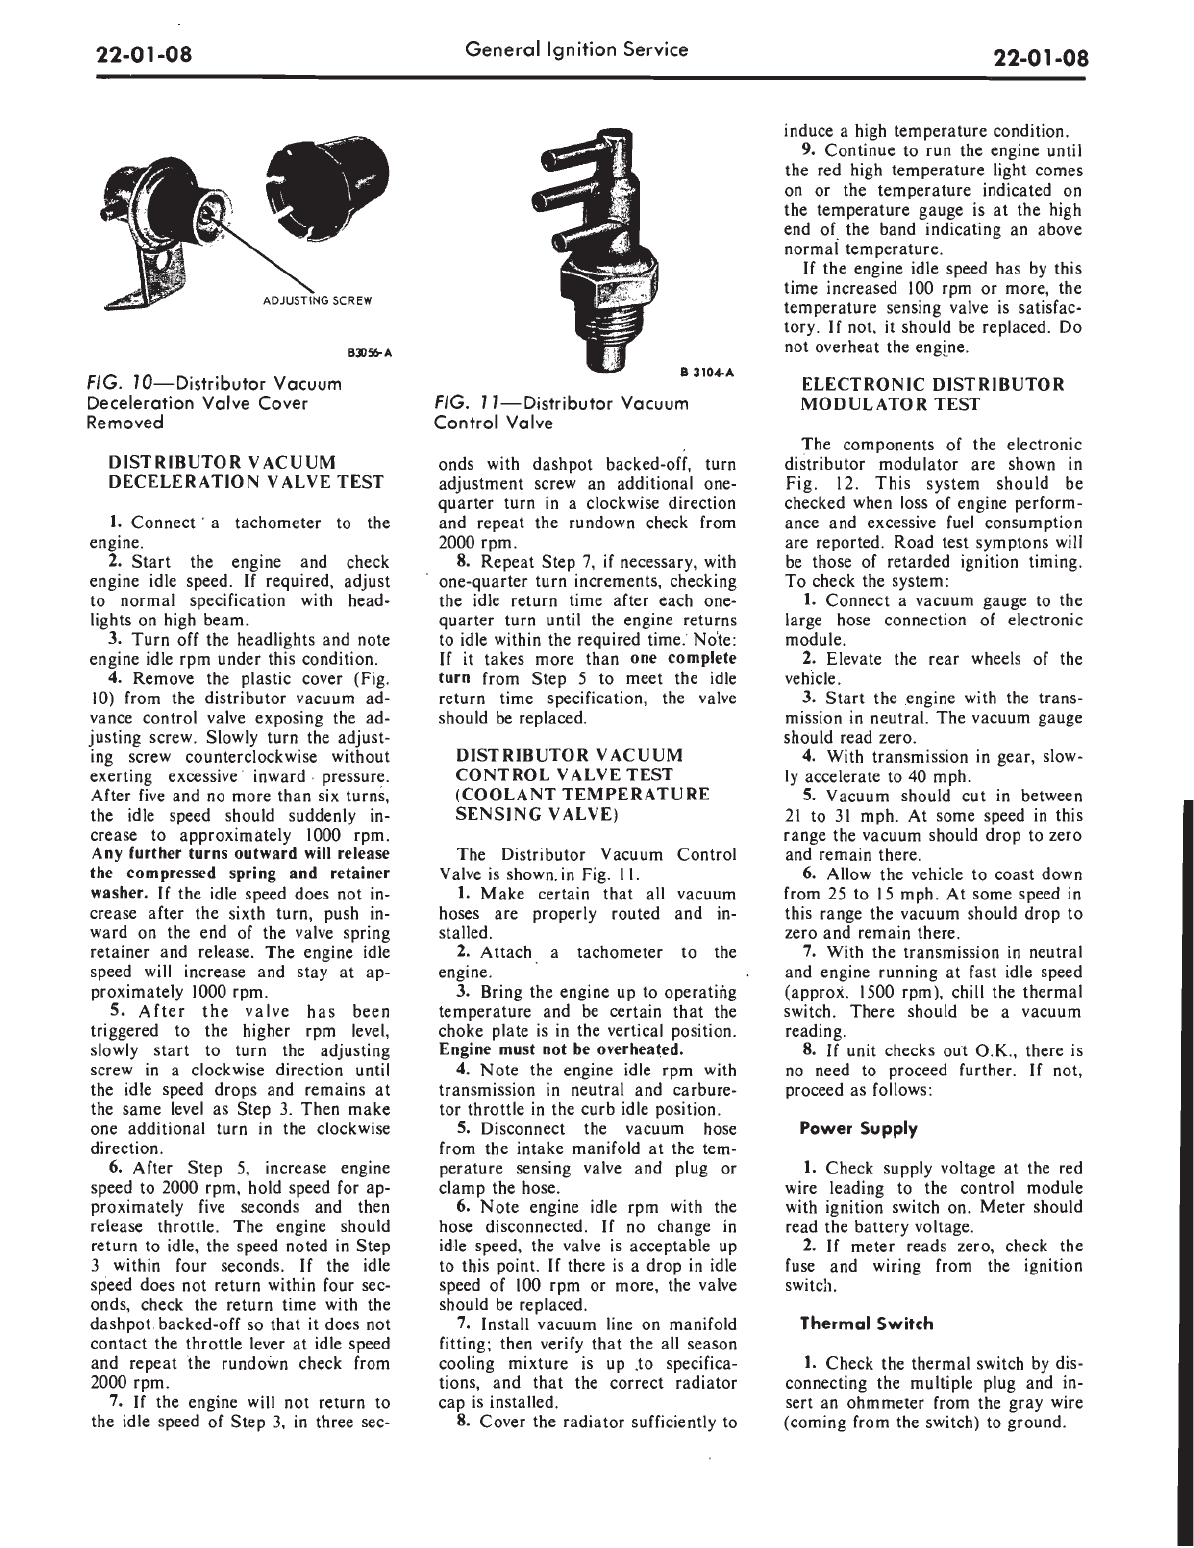 22-01-08
General Ignition Service
22-01-08
ADJUSTING SCREW
B3056-A
FIG. 10—Distributor Vacuum
Deceleration Valve Cover
Removed
DISTRIBUTOR VACUUM
DECELERATION VALVE TEST
1. Connect a tachometer to the
engine.
2. Start the engine and check
engine idle speed. If required, adjust
to normal specification with head-
lights on high beam.
3. Turn off the headlights and note
engine idle rpm under this condition.
4. Remove the plastic cover (Fig.
10) from the distributor vacuum ad-
vance control valve exposing the ad-
justing screw. Slowly turn the adjust-
ing screw counterclockwise without
exerting excessive inward pressure.
After five and no more than six turns,
the idle speed should suddenly in-
crease to approximately 1000 rpm.
Any further turns outward will release
the compressed spring and retainer
washer. If the idle speed does not in-
crease after the sixth turn, push in-
ward on the end of the valve spring
retainer and release. The engine idle
speed will increase and stay at ap-
proximately 1000 rpm.
5. After the valve has been
triggered to the higher rpm level,
slowly start to turn the adjusting
screw in a clockwise direction until
the idle speed drops and remains at
the same level as Step 3. Then make
one additional turn in the clockwise
direction.
6. After Step 5, increase engine
speed to 2000 rpm, hold speed for ap-
proximately five seconds and then
release throttle. The engine should
return to idle, the speed noted in Step
3 within four seconds. If the idle
speed does not return within four sec-
onds, check the return time with the
dashpot backed-off so that it does not
contact the throttle lever at idle speed
and repeat the rundown check from
2000 rpm.
7. If the engine will not return to
the idle speed of Step 3, in three sec-
B 3104-A
FIG. 11—Distributor Vacuum
Control Valve
onds with dashpot backed-off, turn
adjustment screw an additional one-
quarter turn in a clockwise direction
and repeat the rundown check from
2000 rpm.
8. Repeat Step 7, if necessary, with
one-quarter turn increments, checking
the idle return time after each one-
quarter turn until the engine returns
to idle within the required time. Note:
If it takes more than one complete
turn from Step 5 to meet the idle
return time specification, the valve
should be replaced.
DISTRIBUTOR VACUUM
CONTROL VALVE TEST
(COOLANT TEMPERATURE
SENSING VALVE)
The Distributor Vacuum Control
Valve is shown in Fig. 11.
1. Make certain that all vacuum
hoses are properly routed and in-
stalled.
2. Attach a tachometer to the
engine.
3. Bring the engine up to operating
temperature and be certain that the
choke plate is in the vertical position.
Engine must not be overheated.
4. Note the engine idle rpm with
transmission in neutral and carbure-
tor throttle in the curb idle position.
5. Disconnect the vacuum hose
from the intake manifold at the tem-
perature sensing valve and plug or
clamp the hose.
6. Note engine idle rpm with the
hose disconnected. If no change in
idle speed, the valve is acceptable up
to this point. If there is a drop in idle
speed of 100 rpm or more, the valve
should be replaced.
7. Install vacuum line on manifold
fitting; then verify that the all season
cooling mixture is up to specifica-
tions, and that the correct radiator
cap is installed.
8. Cover the radiator sufficiently to
induce a high temperature condition.
9. Continue to run the engine until
the red high temperature light comes
on or the temperature indicated on
the temperature gauge is at the high
end of the band indicating an above
normal temperature.
If the engine idle speed has by this
time increased 100 rpm or more, the
temperature sensing valve is satisfac-
tory. If not, it should be replaced. Do
not overheat the engine.
ELECTRONIC DISTRIBUTOR
MODULATOR TEST
The components of the electronic
distributor modulator are shown in
Fig. 12. This system should be
checked when loss of engine perform-
ance and excessive fuel consumption
are reported. Road test symptons will
be those of retarded ignition timing.
To check the system:
1. Connect a vacuum gauge to the
large hose connection of electronic
module.
2. Elevate the rear wheels of the
vehicle.
3. Start the engine with the trans-
mission in neutral. The vacuum gauge
should read zero.
4. With transmission in gear, slow-
ly accelerate to 40 mph.
5. Vacuum should cut in between
21 to 31 mph. At some speed in this
range the vacuum should drop to zero
and remain there.
6. Allow the vehicle to coast down
from 25 to 15 mph. At some speed in
this range the vacuum should drop to
zero and remain there.
7. With the transmission in neutral
and engine running at fast idle speed
(approx. 1500 rpm), chill the thermal
switch. There should be a vacuum
reading.
8. If unit checks out O.K., there is
no need to proceed further. If not,
proceed as follows:
Power Supply
1. Check supply voltage at the red
wire leading to the control module
with ignition switch on. Meter should
read the battery voltage.
2. If meter reads zero, check the
fuse and wiring from the ignition
switch.
Thermal Switch
1. Check the thermal switch by dis-
connecting the multiple plug and in-
sert an ohmmeter from the gray wire
(coming from the switch) to ground.